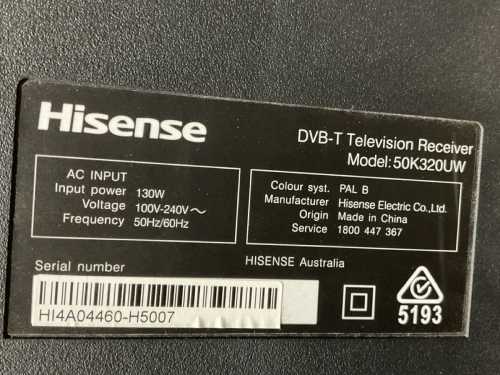 Hisense
DVB-T Television Receiver
Model:50K320UW
AC INPUT
Input power 130W
Voltage 100V-240V～
Frequency 50Hz/60Hz
Colour syst. PAL B
Manufacturer Hisense Electric Co.,Ltd.
Origin Made in China
Service 1800 447 367
Serial number
HISENSE Australia
HI4A04460-H5007
5193